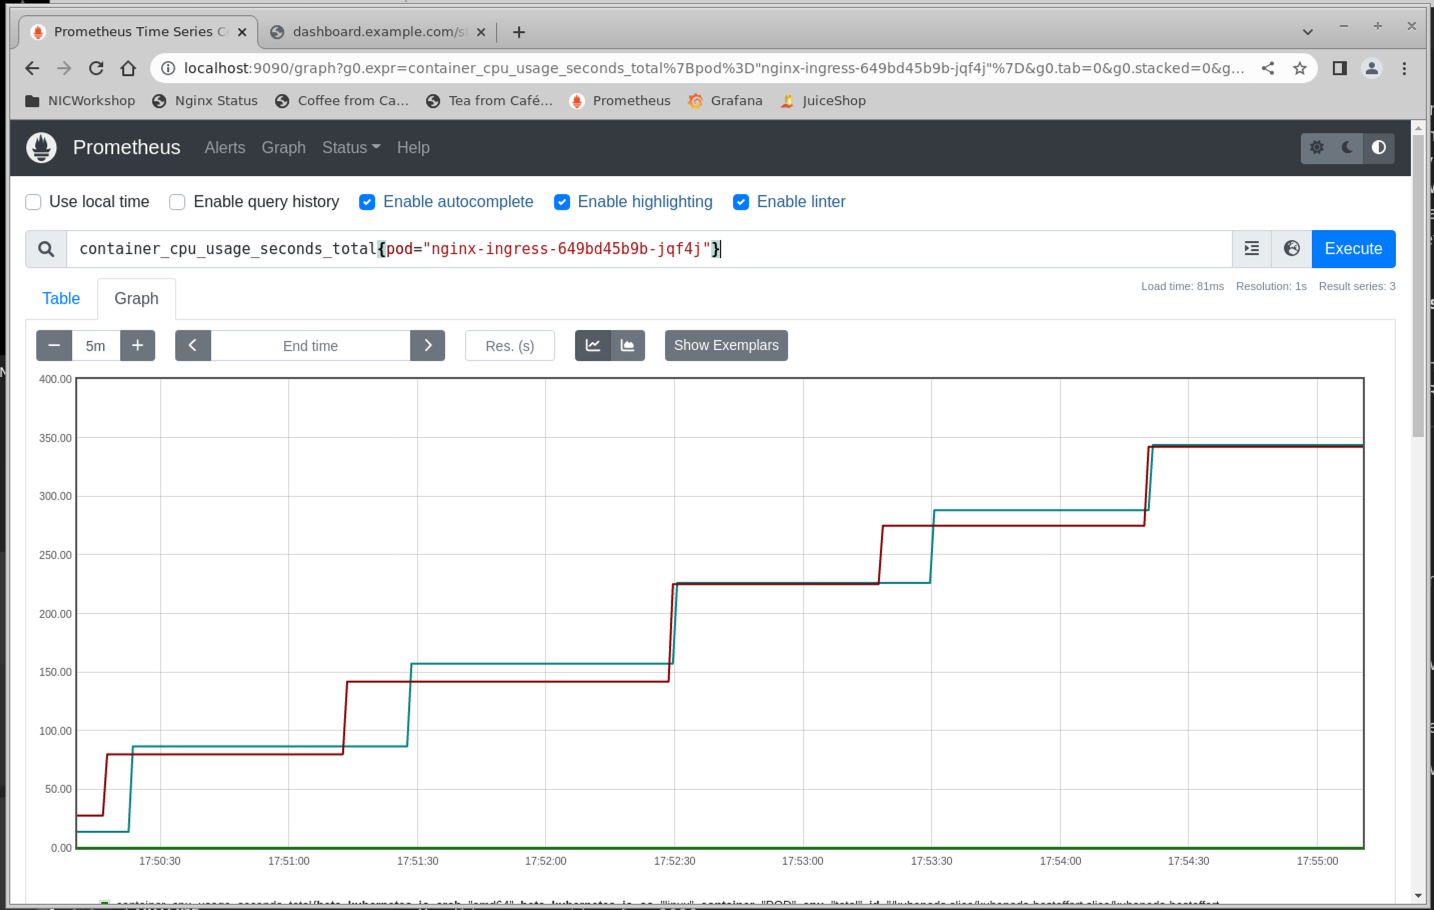 Prometheus Time Series C
dashboard.example.com/s
localhost:9090/graph?g0.expr=container_cpu_usage_seconds_total%7Bpod%3D"nginx-ingress-649bd45b9b-jqf4j"%7D&g0.tab=0&g0.stacked=0&g...
NICWorkshop Nginx Status Coffee from Ca... Tea from Café... Prometheus Grafana JuiceShop
Prometheus Alerts Graph Status Help
Use local time Enable query history Enable autocomplete Enable highlighting Enable linter
container_cpu_usage_seconds_total{pod="nginx-ingress-649bd45b9b-jqf4j"} Execute
Load time: 81ms Resolution: 1s Result series: 3
Table Graph
5m End time Res. (s) Show Exemplars
400.00
350.00
300.00
250.00
200.00
150.00
100.00
50.00
0.00
17:50:30 17:51:00 17:51:30 17:52:00 17:52:30 17:53:00 17:53:30 17:54:00 17:54:30 17:55:00